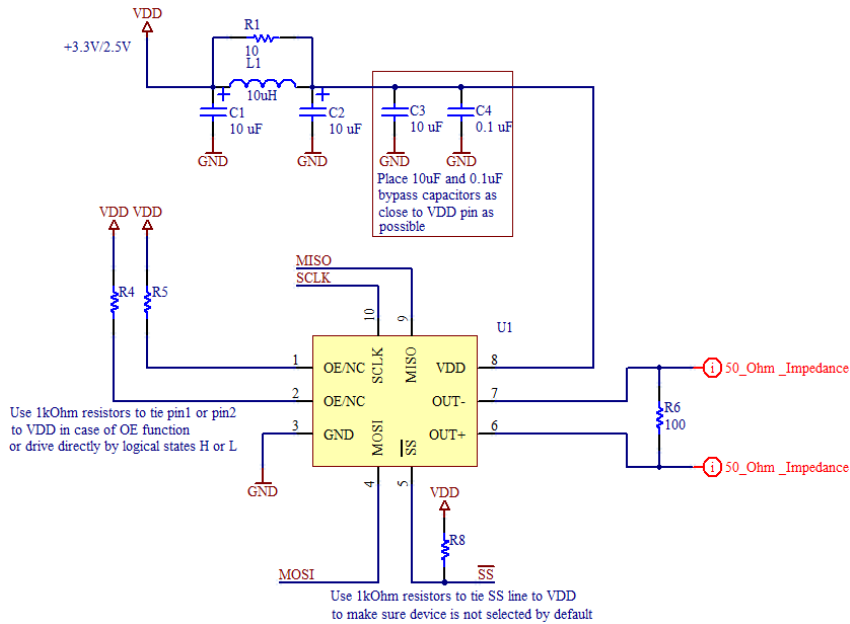 VDD
R1
+3.3V/2.5V
10
L1
10uH
C1
10 uF
C2
10 uF
C3
10 uF
C4
0.1 uF
GND
GND
GND
GND
Place 10uF and 0.1uF
bypass capacitors as
close to VDD pin as
possible
VDD
VDD
MISO
SCLK
R4
R5
10
9
U1
1
OE/NC
SCLK
MISO
VDD
8
50_Ohm _Impedance
2
OE/NC
OUT-
7
R6
100
Use 1kOhm resistors to tie pin1 or pin2
to VDD in case of OE function
or drive directly by logical states H or L
3
GND
MOSI
SS
OUT+
6
50_Ohm _Impedance
GND
4
5
VDD
R8
MOSI
SS
Use 1kOhm resistors to tie SS line to VDD
to make sure device is not selected by default